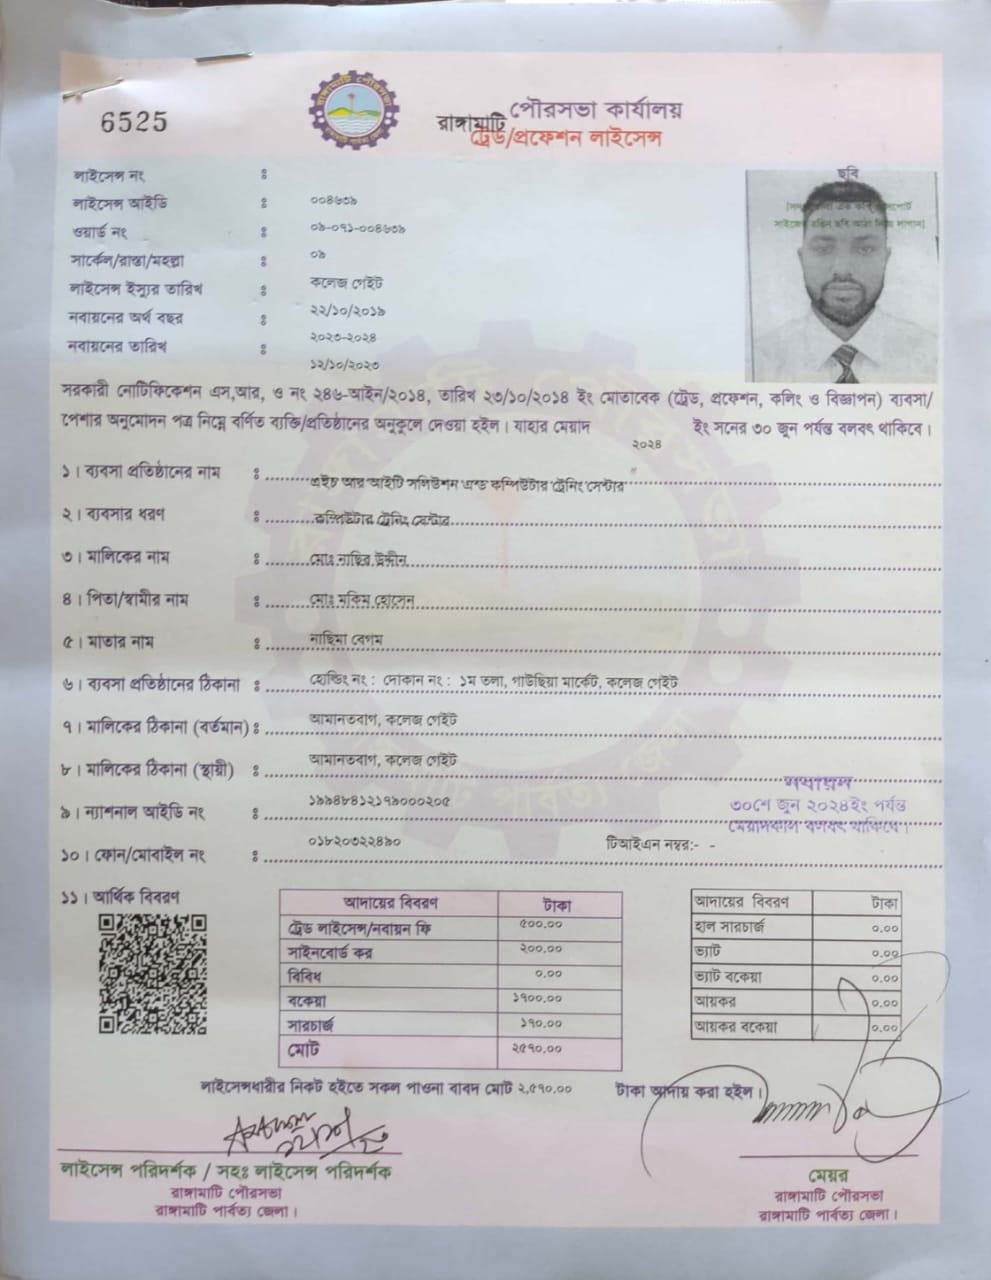 6525
রাঙ্গামাটি পৌরসভা কার্যালয়
ট্রেড/প্রফেশন লাইসেন্স
লাইসেন্স নং :
লাইসেন্স আইডি : ০০৪৬৩৯
ওয়ার্ড নং : ০৯-০৭১-০০৪৬৩৯
সার্কেল/রাস্তা/মহল্লা : ০৯
লাইসেন্স ইস্যুর তারিখ : কলেজ গেইট
নবায়নের অর্থ বছর : ২২/১০/২০১৯
নবায়নের তারিখ : ২০২৩-২০২৪
১২/১০/২০২৩
ছবি
সরকারী নোটিফিকেশন এস,আর, ও নং ২৪৬-আইন/২০১৪, তারিখ ২৩/১০/২০১৪ ইং মোতাবেক (ট্রেড, প্রফেশন, কলিং ও বিজ্ঞাপন) ব্যবসা/
পেশার অনুমোদন পত্র নিম্নে বর্ণিত ব্যক্তি/প্রতিষ্ঠানের অনুকূলে দেওয়া হইল। যাহার মেয়াদ ২০২৪ ইং সনের ৩০ জুন পর্যন্ত বলবৎ থাকিবে।
১। ব্যবসা প্রতিষ্ঠানের নাম : এইচ আর আইটি সলিউশন এন্ড কম্পিউটার ট্রেনিং সেন্টার
২। ব্যবসার ধরণ : কম্পিউটার ট্রেনিং সেন্টার
৩। মালিকের নাম : মোঃ নাছির উদ্দীন
৪। পিতা/স্বামীর নাম : মোঃ মকিম হোসেন
৫। মাতার নাম : নাছিমা বেগম
৬। ব্যবসা প্রতিষ্ঠানের ঠিকানা : হোল্ডিং নং : দোকান নং : ১ম তলা, গাউছিয়া মার্কেট, কলেজ গেইট
৭। মালিকের ঠিকানা (বর্তমান) : আমানতবাগ, কলেজ গেইট
৮। মালিকের ঠিকানা (স্থায়ী) : আমানতবাগ, কলেজ গেইট
নবায়ন
৩০শে জুন ২০২৪ইং পর্যন্ত
মেয়াদকাল বলবৎ থাকিবে।
৯। ন্যাশনাল আইডি নং : ১৯৯৪৮৪১২১৭৯০০০২০৫
১০। ফোন/মোবাইল নং : ০১৮২০৩২২৪৯০ টিআইএন নম্বর:- -
১১। আর্থিক বিবরণ
আদায়ের বিবরণ টাকা
ট্রেড লাইসেন্স/নবায়ন ফি ৫০০.০০
সাইনবোর্ড কর ২০০.০০
বিবিধ ০.০০
বকেয়া ১৭০০.০০
সারচার্জ ১৭০.০০
মোট ২৫৭০.০০
আদায়ের বিবরণ টাকা
হাল সারচার্জ ০.০০
ভ্যাট ০.০০
ভ্যাট বকেয়া ০.০০
আয়কর ০.০০
আয়কর বকেয়া ০.০০
লাইসেন্সধারীর নিকট হইতে সকল পাওনা বাবদ মোট ২,৫৭০.০০ টাকা আদায় করা হইল।
লাইসেন্স পরিদর্শক / সহঃ লাইসেন্স পরিদর্শক
রাঙ্গামাটি পৌরসভা
রাঙ্গামাটি পার্বত্য জেলা।
মেয়র
রাঙ্গামাটি পৌরসভা
রাঙ্গামাটি পার্বত্য জেলা।